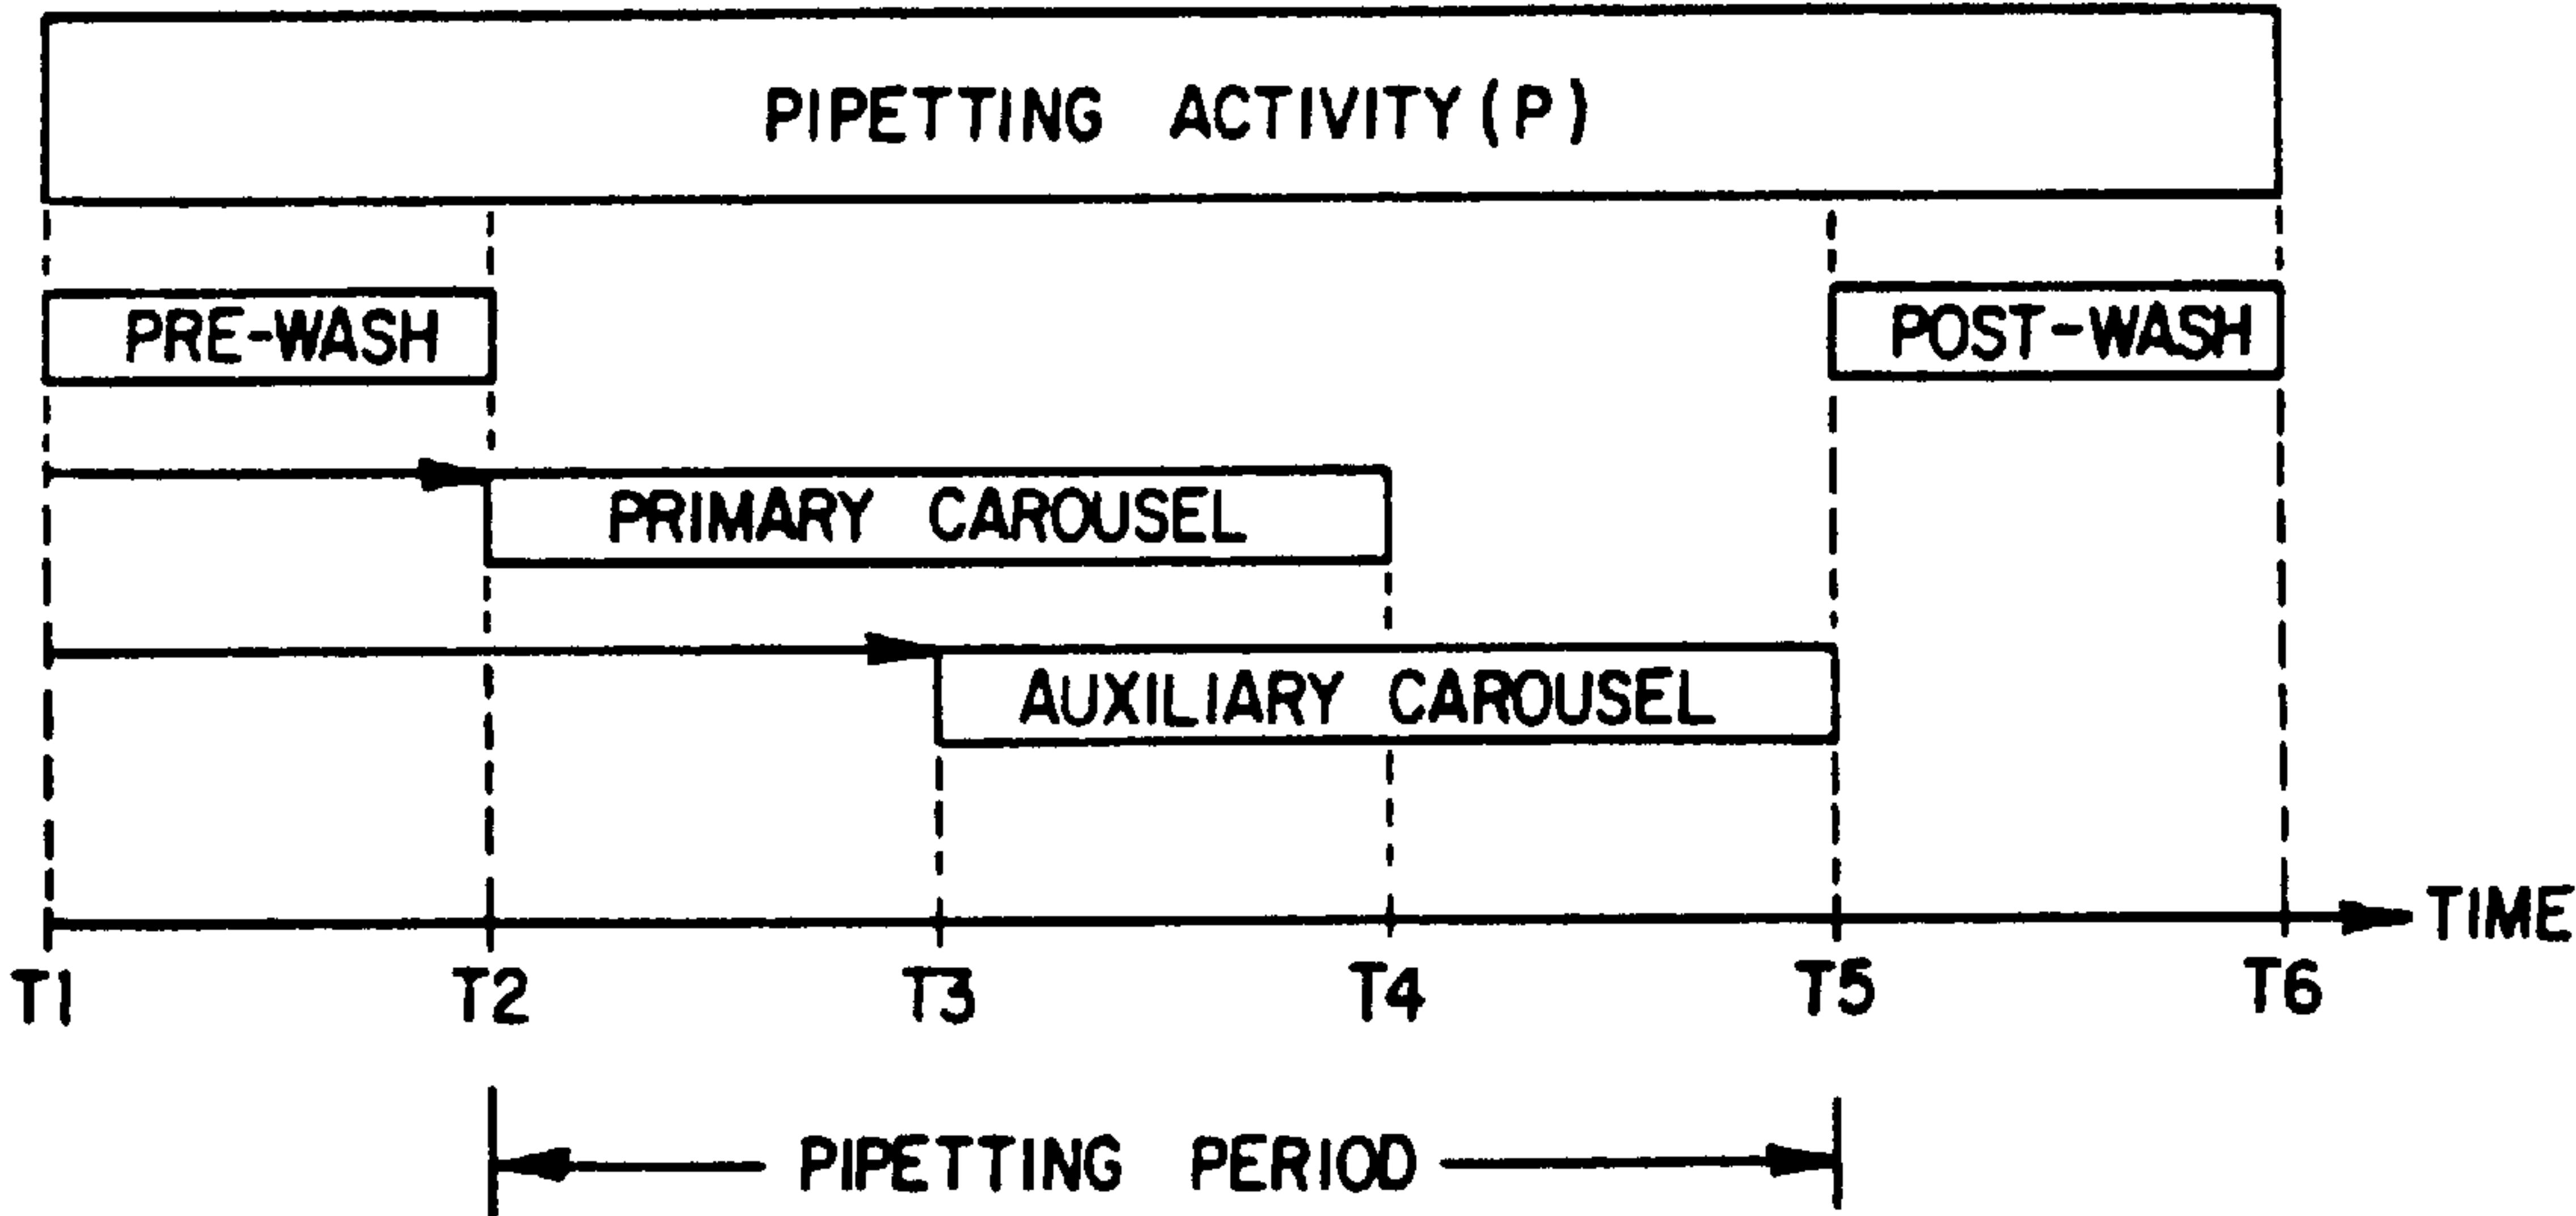 PIPETTING ACTIVITY(P)
PRE-WASH
POST-WASH
PRIMARY CAROUSEL
AUXILIARY CAROUSEL
TIME
T1 T2 T3 T4 T5 T6
PIPETTING PERIOD